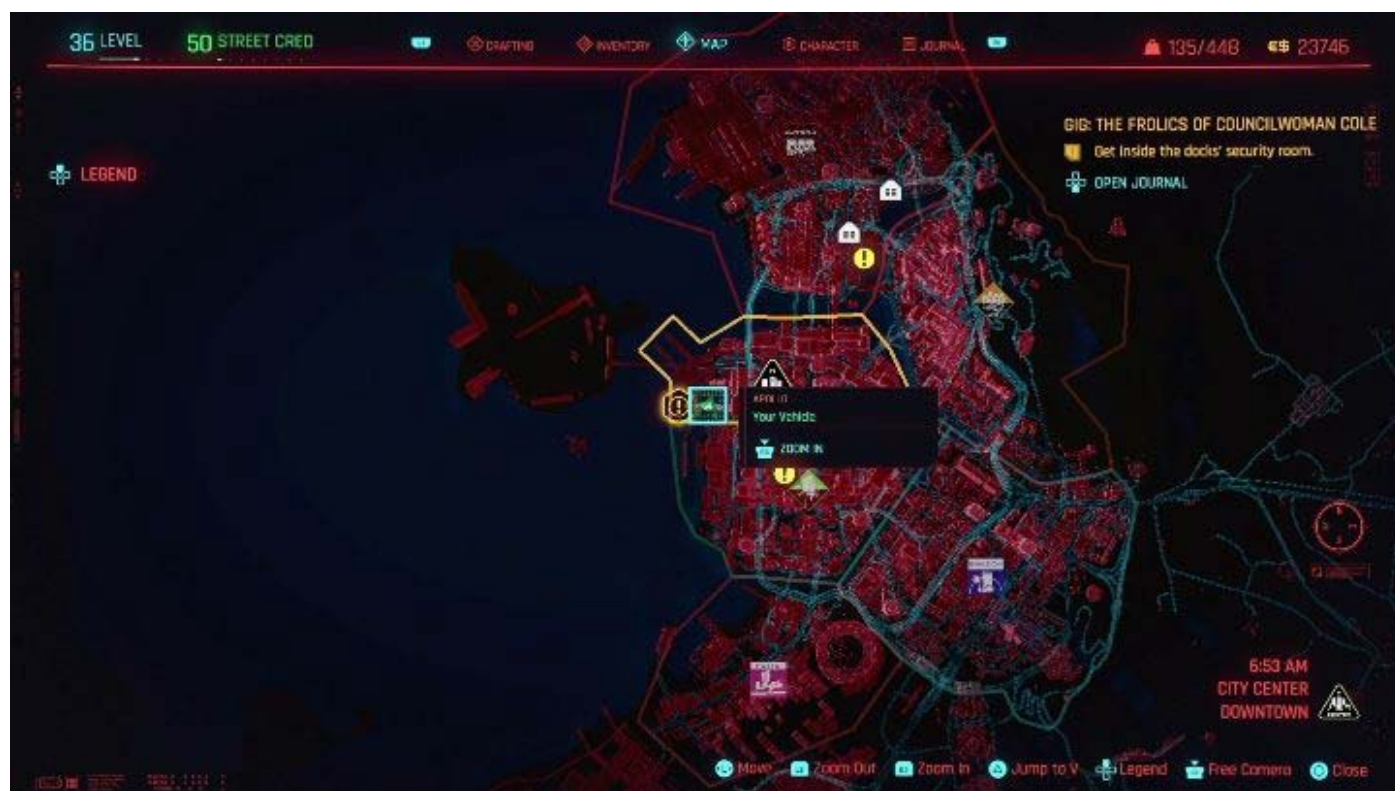 36 LEVEL 50 STREET CRED CRAFTING INVENTORY MAP CHARACTER JOURNAL 135/448 €$ 23746
GIG: THE FROLICS OF COUNCILWOMAN COLE
Get inside the docks' security room.
LEGEND
OPEN JOURNAL
APOLLO
Your Vehicle
ZOOM IN
6:53 AM
CITY CENTER
DOWNTOWN
Move Zoom Out Zoom In Jump to V Legend Free Camera Close